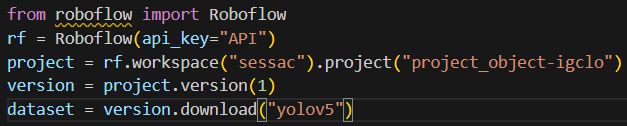 from roboflow import Roboflow
rf = Roboflow(api_key="API")
project = rf.workspace("sessac").project("project_object-igclo")
version = project.version(1)
dataset = version.download("yolov5")